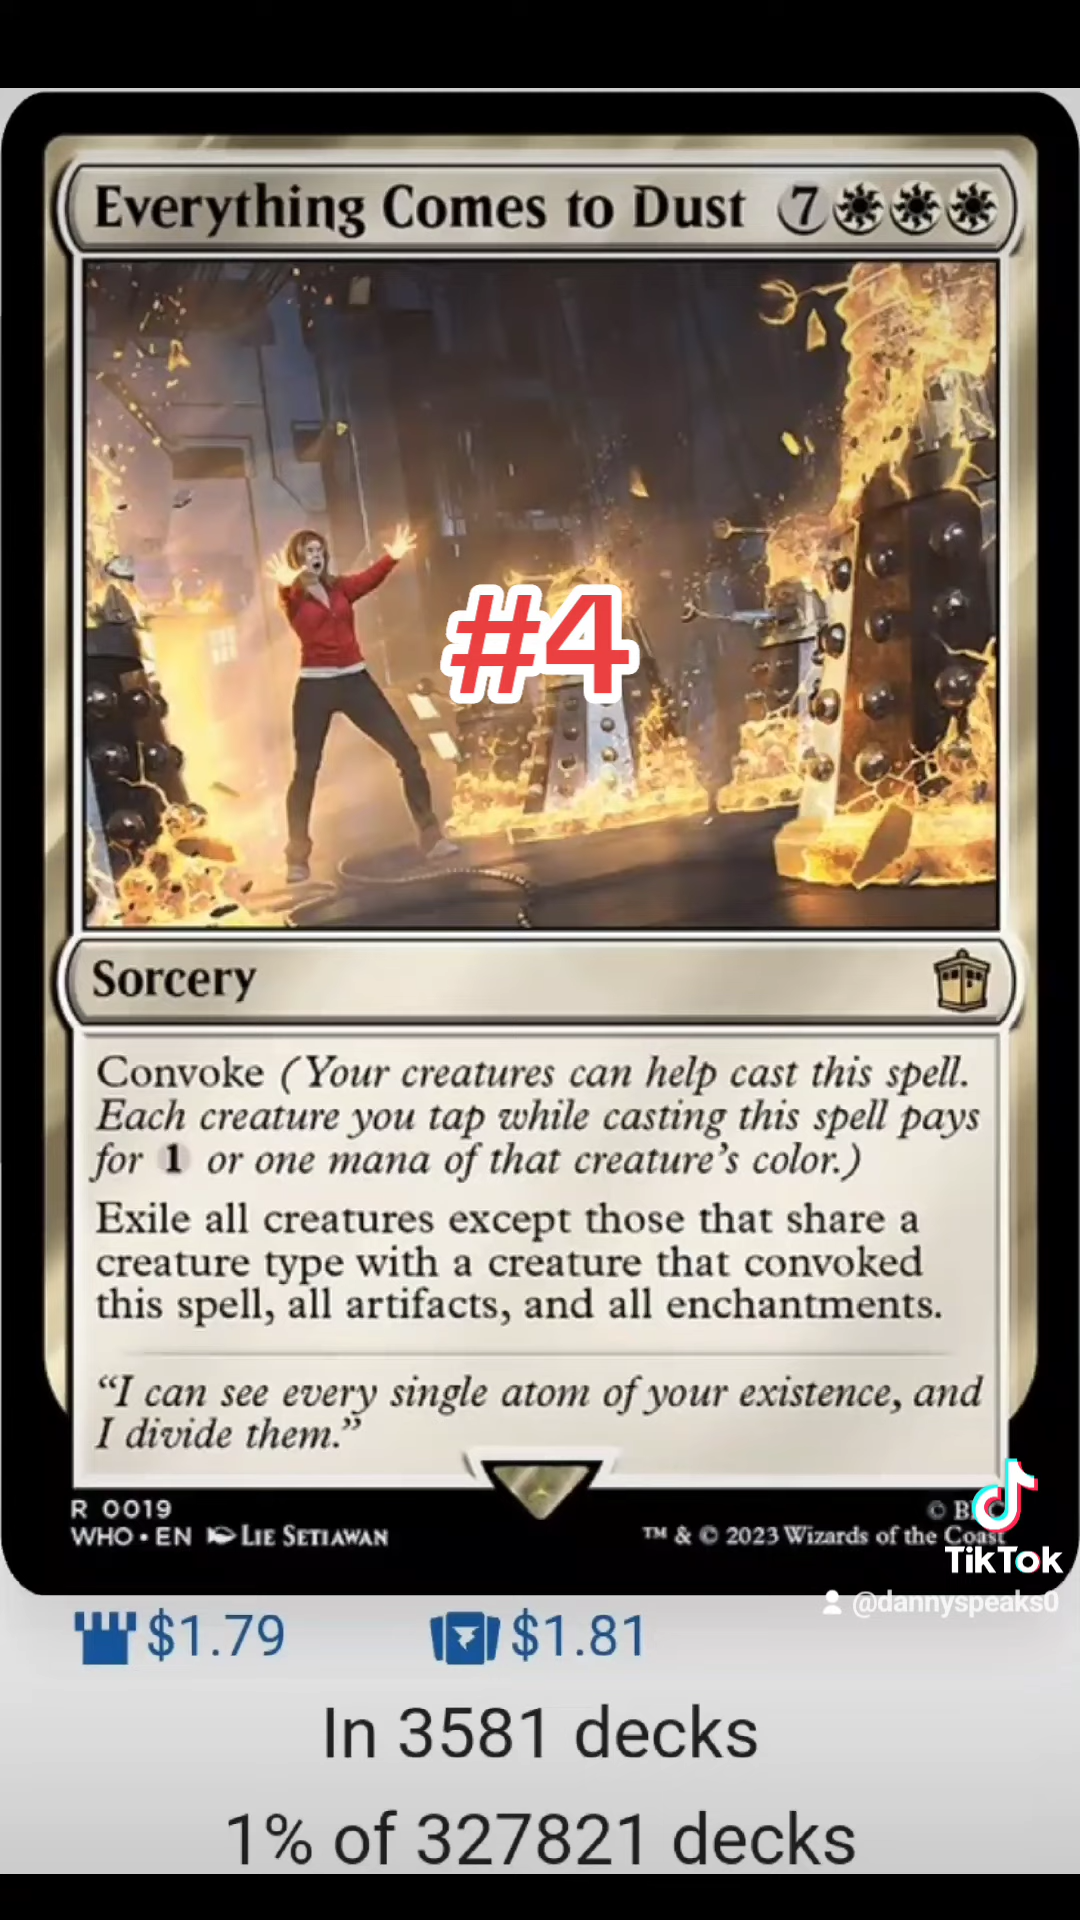 Everything Comes to Dust 7
#4
Sorcery
Convoke (Your creatures can help cast this spell.
Each creature you tap while casting this spell pays
for 1 or one mana of that creature's color.)
Exile all creatures except those that share a
creature type with a creature that convoked
this spell, all artifacts, and all enchantments.
“I can see every single atom of your existence, and
I divide them.”
R 0019
WHO • EN LIE SETIAWAN
©
™ & © 2023 Wizards of the Coast
TikTok
@dannyspeaks0
$1.79 $1.81
In 3581 decks
1% of 327821 decks